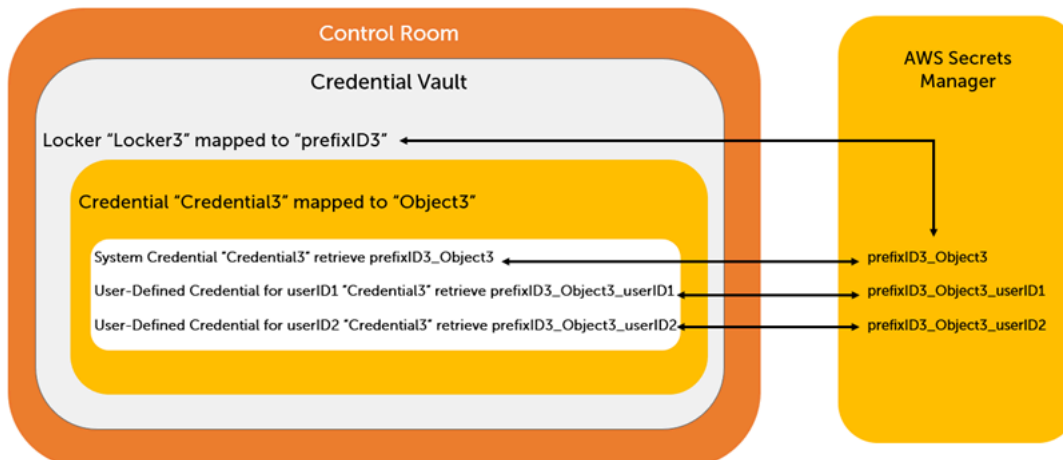 Control Room
Credential Vault
Locker “Locker3” mapped to “prefixID3”
Credential “Credential3” mapped to “Object3”
System Credential “Credential3” retrieve prefixID3_Object3
User-Defined Credential for userID1 “Credential3” retrieve prefixID3_Object3_userID1
User-Defined Credential for userID2 “Credential3” retrieve prefixID3_Object3_userID2
AWS Secrets
Manager
prefixID3_Object3
prefixID3_Object3_userID1
prefixID3_Object3_userID2